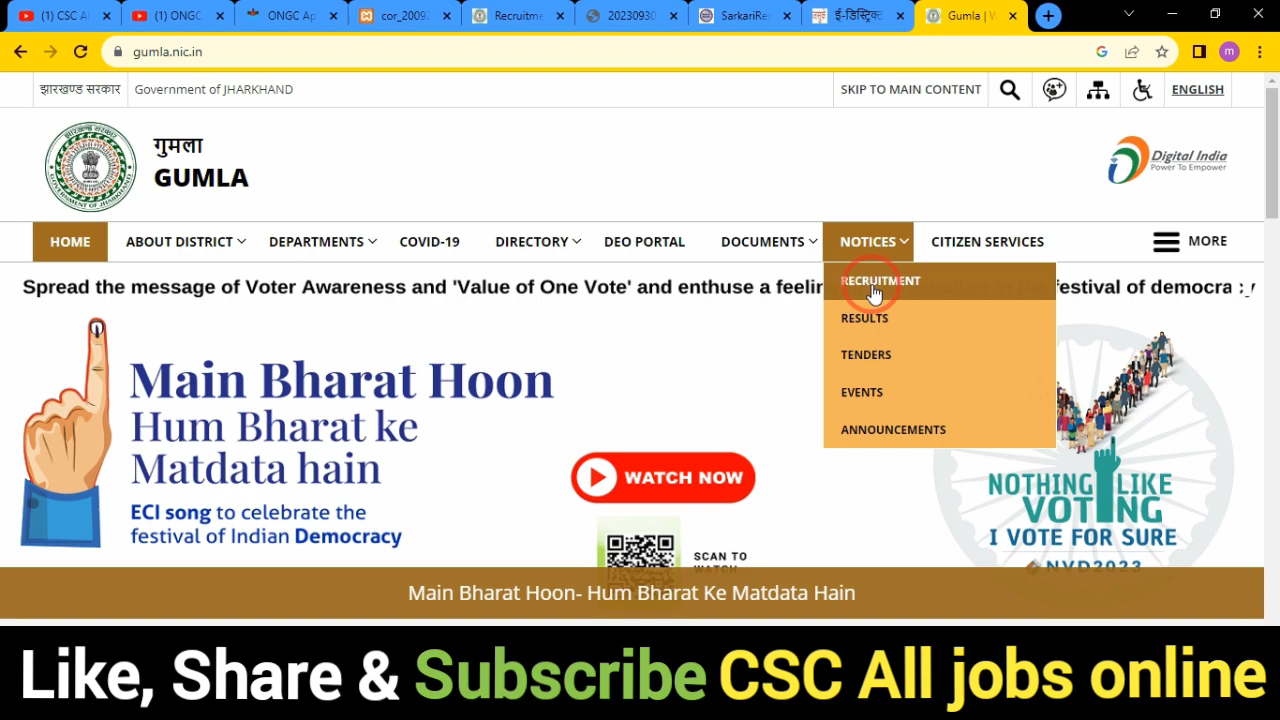 (1) CSC Al
(1) ONGC
ONGC Ap
cor_2009
Recruitme
20230930
SarkariRe
ई-डिस्ट्रिक्ट
Gumla | V
gumla.nic.in
m
झारखण्ड सरकार
Government of JHARKHAND
SKIP TO MAIN CONTENT
ENGLISH
गुमला
GUMLA
Digital India
Power To Empower
HOME
ABOUT DISTRICT
DEPARTMENTS
COVID-19
DIRECTORY
DEO PORTAL
DOCUMENTS
NOTICES
CITIZEN SERVICES
MORE
RECRUITMENT
RESULTS
TENDERS
EVENTS
ANNOUNCEMENTS
Spread the message of Voter Awareness and 'Value of One Vote' and enthuse a feelin
festival of democra
Main Bharat Hoon
Hum Bharat ke
Matdata hain
ECI song to celebrate the
festival of Indian Democracy
WATCH NOW
SCAN TO
WATCH
NOTHING LIKE
VOTING
I VOTE FOR SURE
NVD2023
Main Bharat Hoon- Hum Bharat Ke Matdata Hain
Like, Share & Subscribe CSC All jobs online